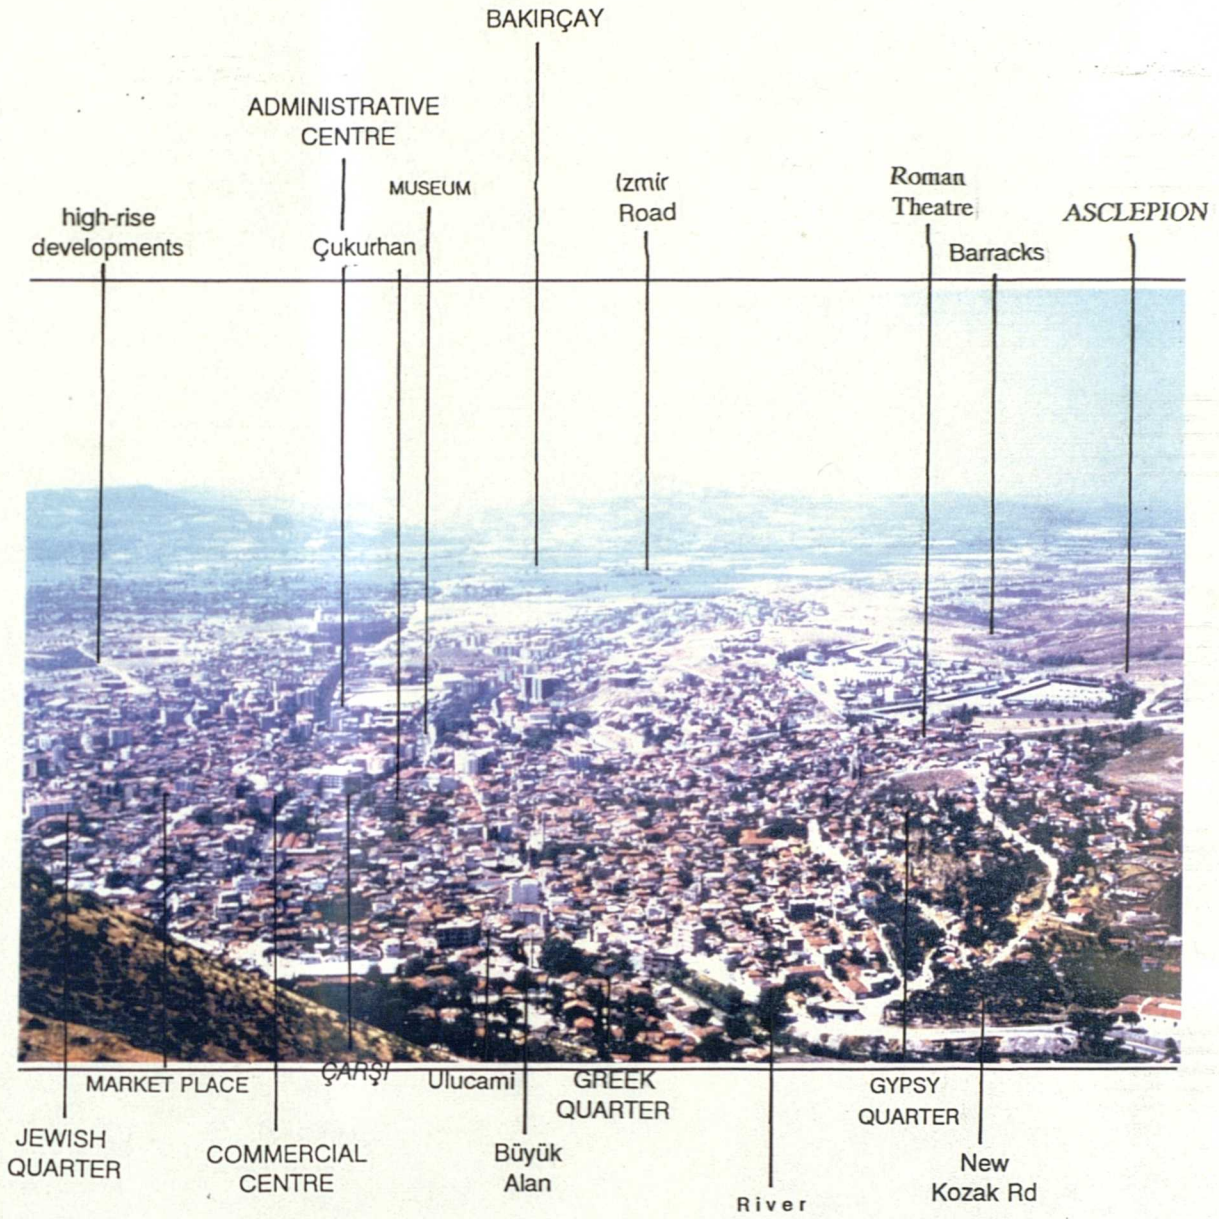 BAKIRÇAY
ADMINISTRATIVE
CENTRE
MUSEUM
Izmir
Road
Roman
Theatre
ASCLEPION
high-rise
developments
Çukurhan
Barracks
MARKET PLACE
ÇARŞI
Ulucami
GREEK
QUARTER
GYPSY
QUARTER
JEWISH
QUARTER
COMMERCIAL
CENTRE
Büyük
Alan
New
Kozak Rd
River